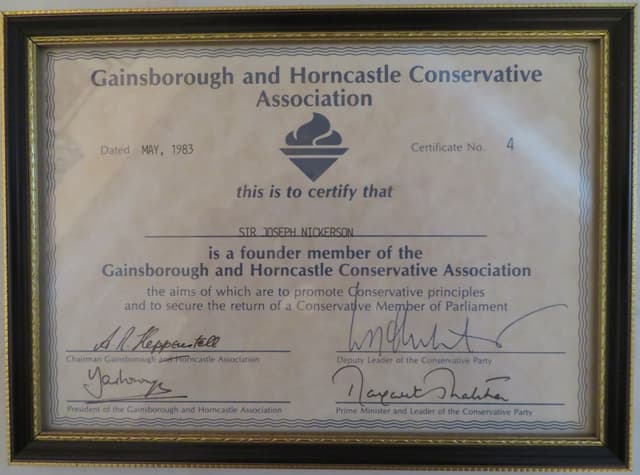 Gainsborough and Horncastle Conservative
Association
Dated MAY, 1983
Certificate No. 4
this is to certify that
SIR JOSEPH NICKERSON
is a founder member of the
Gainsborough and Horncastle Conservative Association
the aims of which are to promote Conservative principles
and to secure the return of a Conservative Member of Parliament
A R Heppenstall
Chairman Gainsborough and Horncastle Association
Deputy Leader of the Conservative Party
Yarborough
President of the Gainsborough and Horncastle Association
Margaret Thatcher
Prime Minister and Leader of the Conservative Party